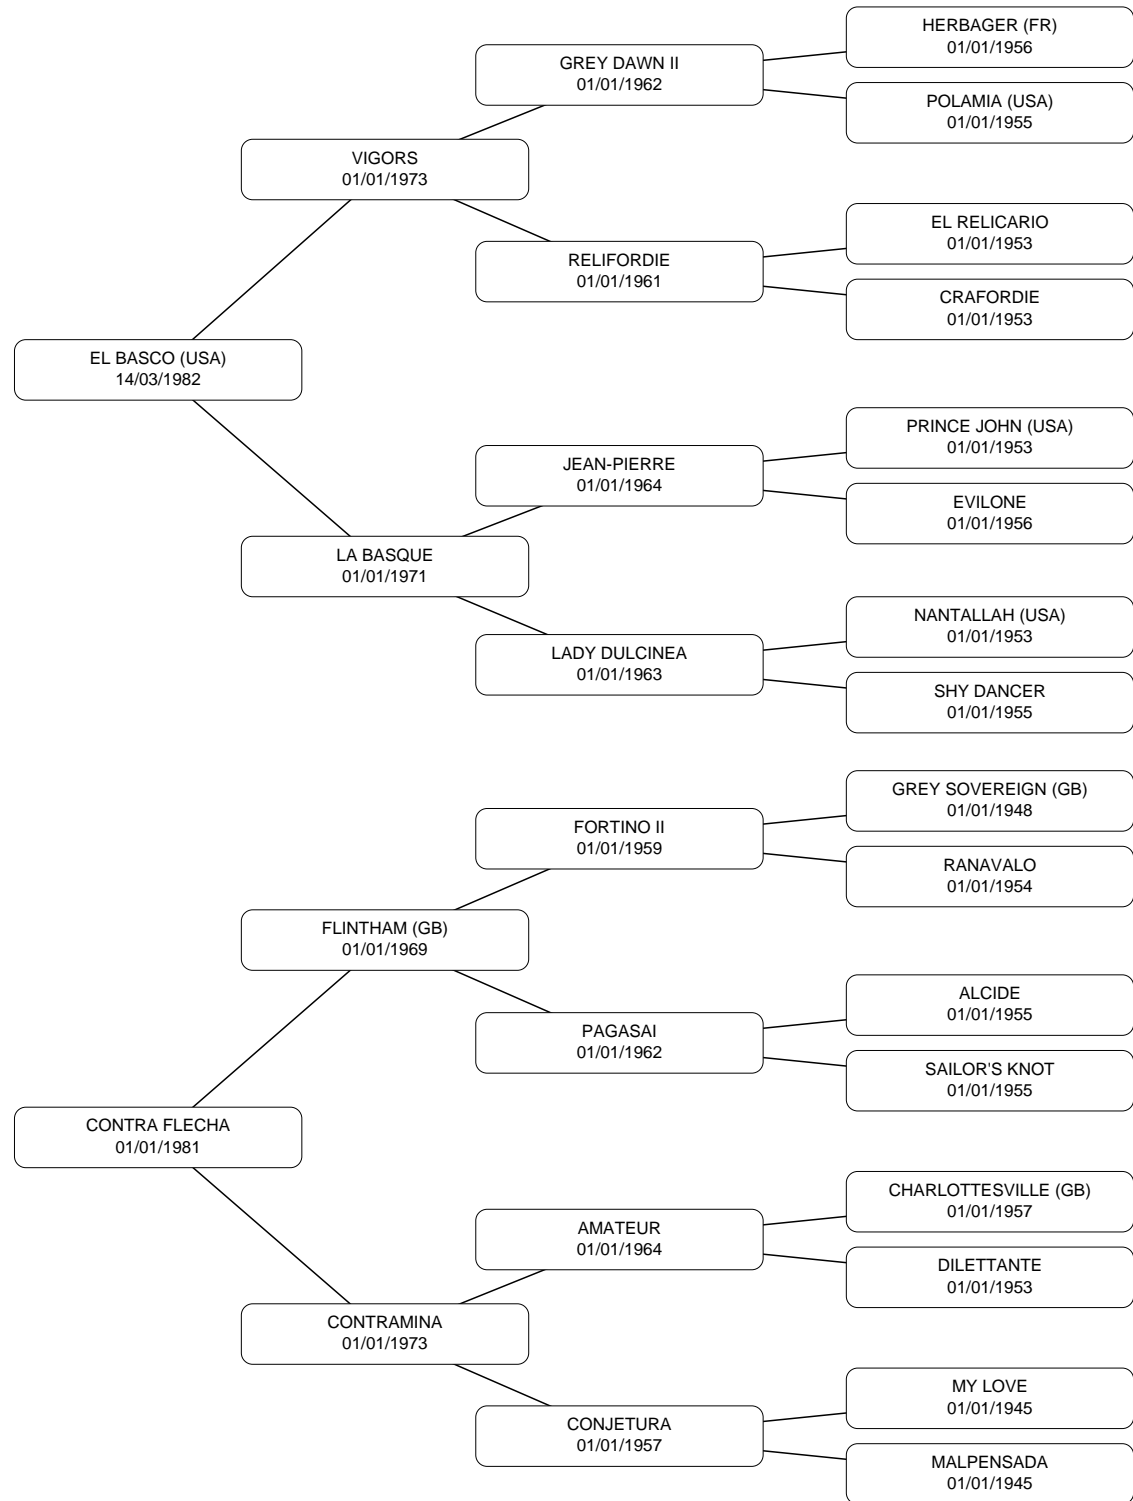 HERBAGER (FR)
01/01/1956
GREY DAWN II
01/01/1962
POLAMIA (USA)
01/01/1955
VIGORS
01/01/1973
EL RELICARIO
01/01/1953
RELIFORDIE
01/01/1961
CRAFORDIE
01/01/1953
EL BASCO (USA)
14/03/1982
PRINCE JOHN (USA)
01/01/1953
JEAN-PIERRE
01/01/1964
EVILONE
01/01/1956
LA BASQUE
01/01/1971
NANTALLAH (USA)
01/01/1953
LADY DULCINEA
01/01/1963
SHY DANCER
01/01/1955
GREY SOVEREIGN (GB)
01/01/1948
FORTINO II
01/01/1959
RANAVALO
01/01/1954
FLINTHAM (GB)
01/01/1969
ALCIDE
01/01/1955
PAGASAI
01/01/1962
SAILOR'S KNOT
01/01/1955
CONTRA FLECHA
01/01/1981
CHARLOTTESVILLE (GB)
01/01/1957
AMATEUR
01/01/1964
DILETTANTE
01/01/1953
CONTRAMINA
01/01/1973
MY LOVE
01/01/1945
CONJETURA
01/01/1957
MALPENSADA
01/01/1945